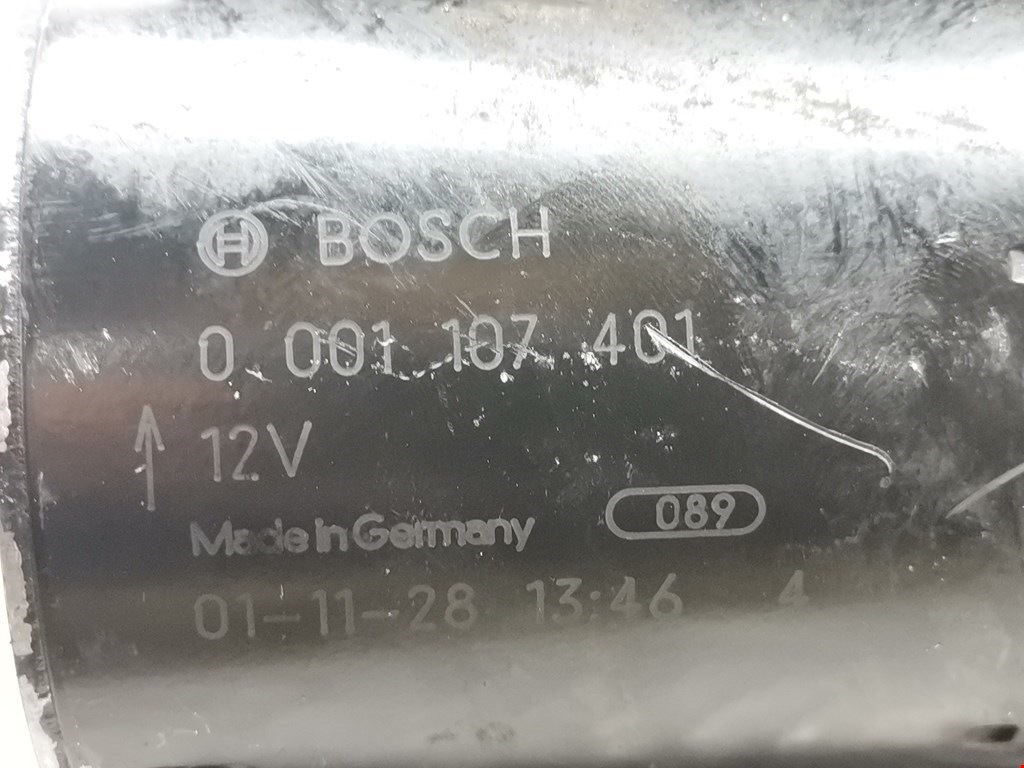 BOSCH
0 001 107 401
12V
Made in Germany 089
01-11-28 13:46 4